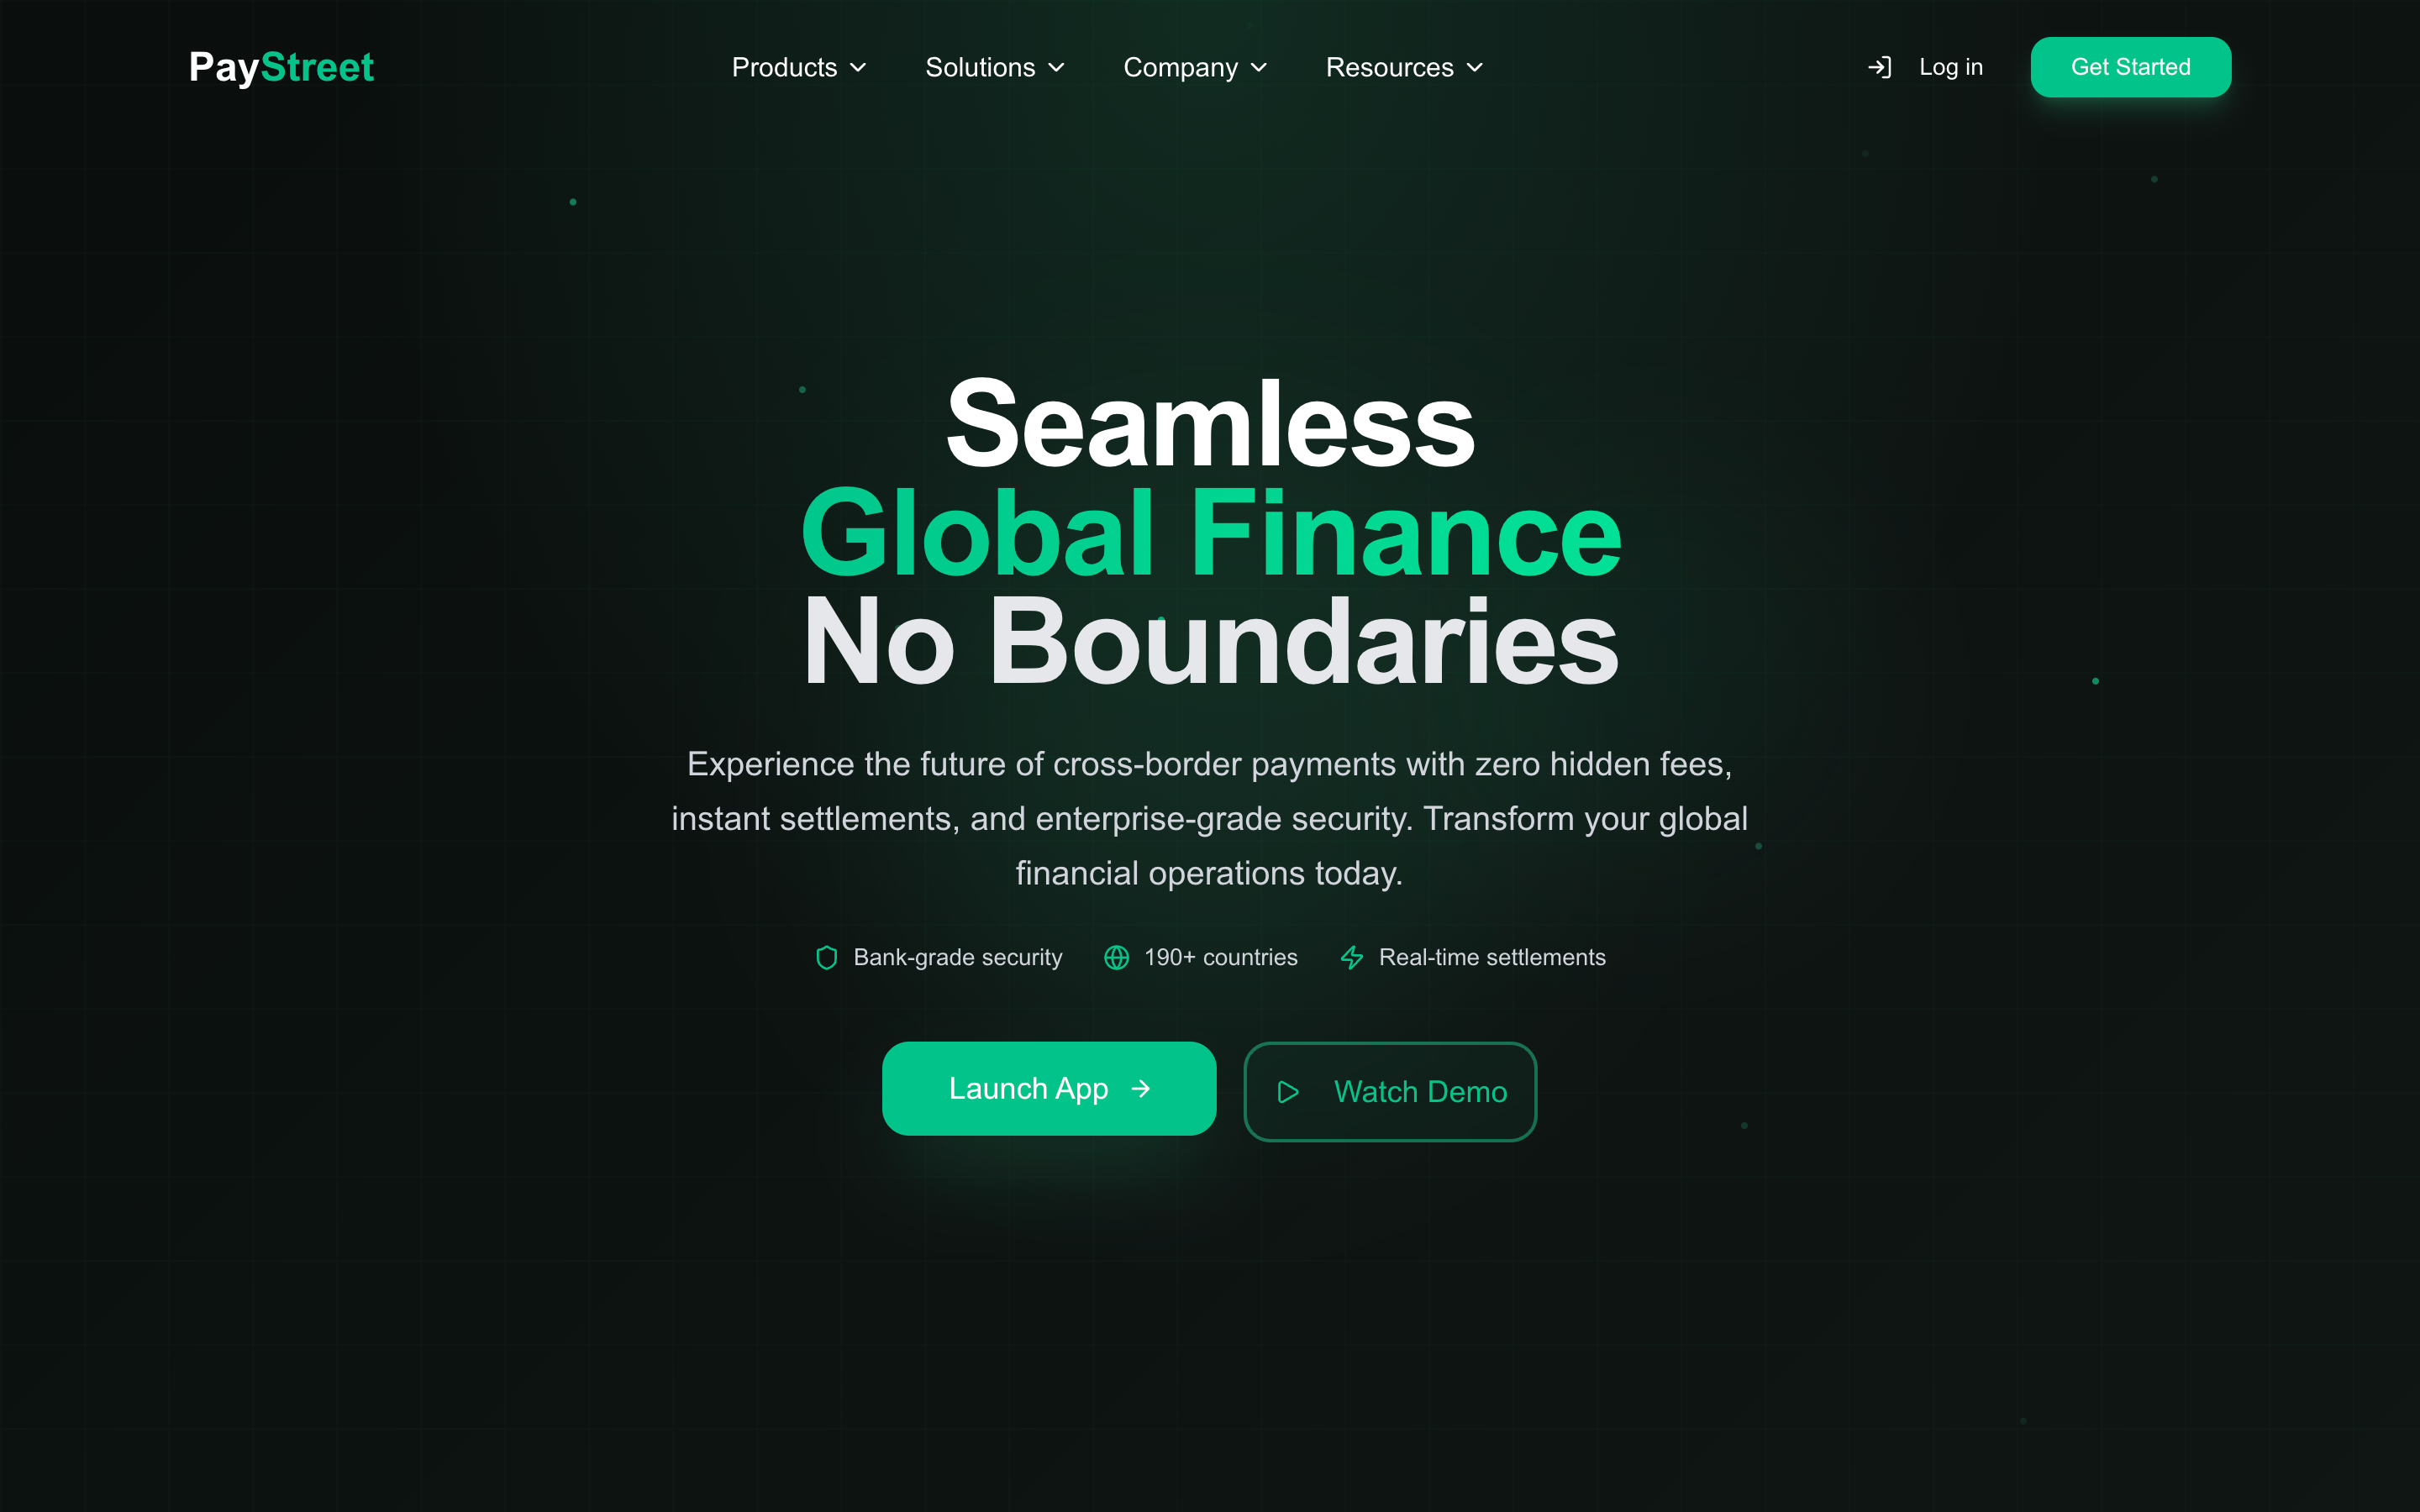 PayStreet
Products
Solutions
Company
Resources
Log in
Get Started
Seamless
Global Finance
No Boundaries
Experience the future of cross-border payments with zero hidden fees,
instant settlements, and enterprise-grade security. Transform your global
financial operations today.
Bank-grade security
190+ countries
Real-time settlements
Launch App
Watch Demo